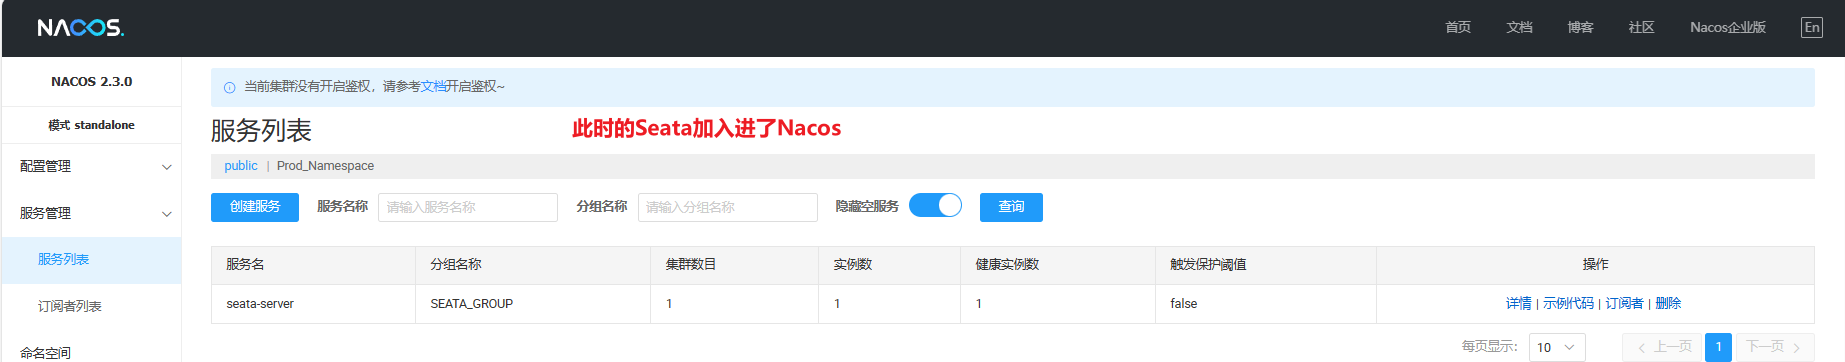 NACOS.
首页 文档 博客 社区 Nacos企业版 En
NACOS 2.3.0
模式 standalone
配置管理
服务管理
服务列表
订阅者列表
命名空间
当前集群没有开启鉴权，请参考文档开启鉴权~
服务列表
此时的Seata加入进了Nacos
public | Prod_Namespace
创建服务 服务名称 请输入服务名称 分组名称 请输入分组名称 隐藏空服务 查询
服务名 分组名称 集群数目 实例数 健康实例数 触发保护阈值 操作
seata-server SEATA_GROUP 1 1 1 false 详情 | 示例代码 | 订阅者 | 删除
每页显示： 10 上一页 1 下一页